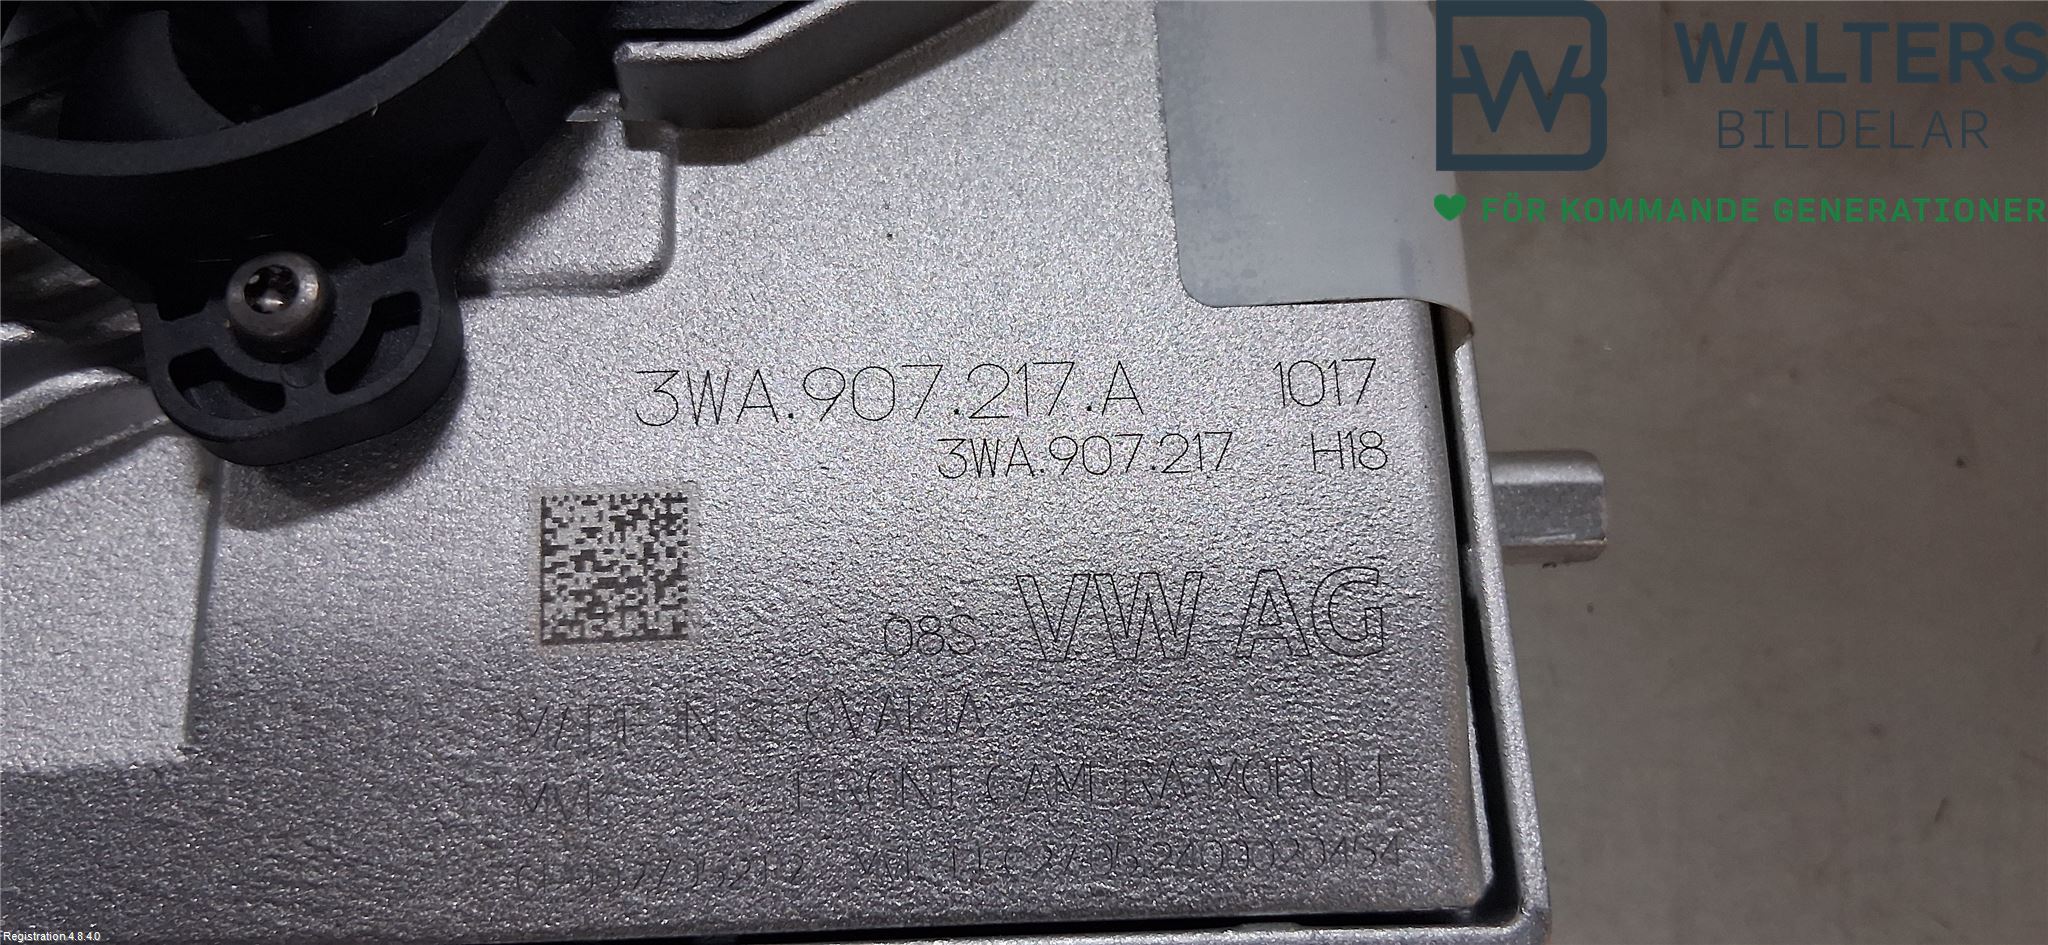 WALTERS
BILDELAR
FÖR KOMMANDE GENERATIONER
3WA.907.217.A 1017
3WA.907.217 H18
08S VW AG
FRONT CAMERA MODULE
Registration 4.8.4.0